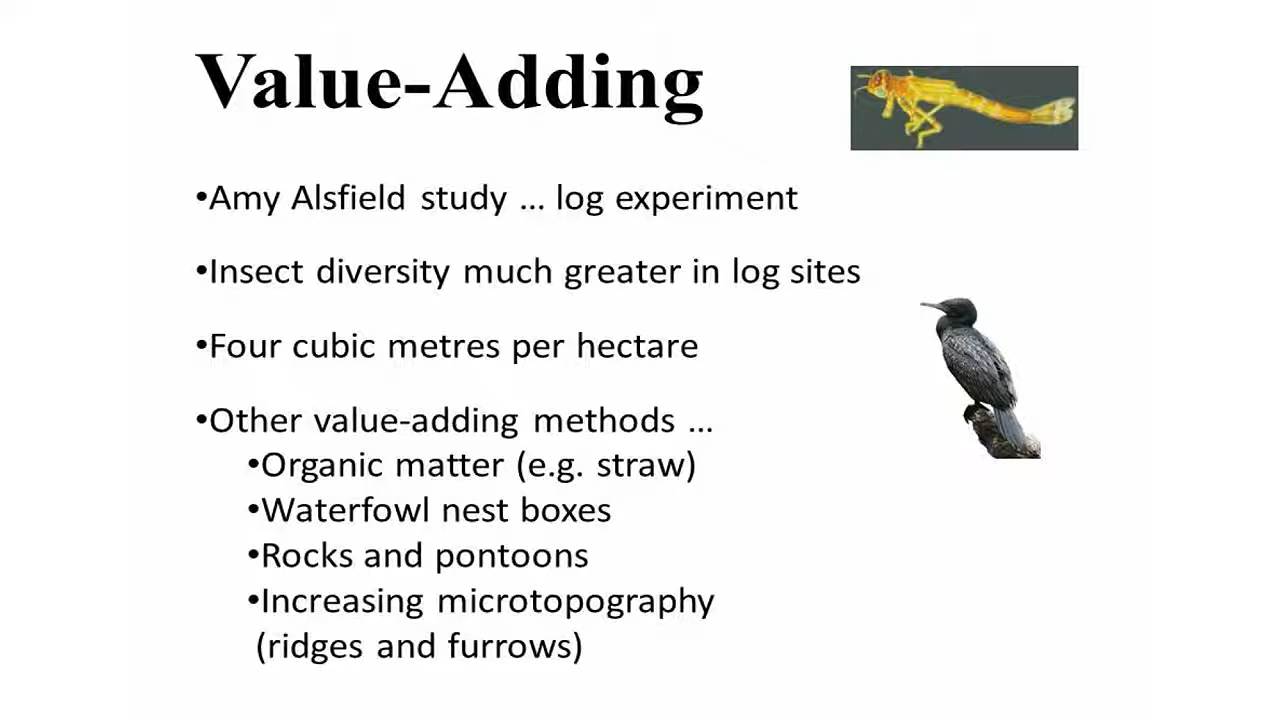 Value-Adding
•Amy Alsfield study ... log experiment
•Insect diversity much greater in log sites
•Four cubic metres per hectare
•Other value-adding methods ...
•Organic matter (e.g. straw)
•Waterfowl nest boxes
•Rocks and pontoons
•Increasing microtopography
(ridges and furrows)